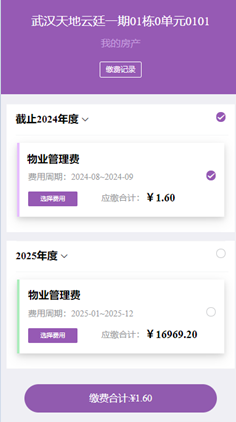 武汉天地云廷一期01栋0单元0101
我的房产
缴费记录
截止2024年度
物业管理费
费用周期：2024-08~2024-09
选择费用 应缴合计：￥1.60
2025年度
物业管理费
费用周期：2025-01~2025-12
选择费用 应缴合计：￥16969.20
缴费合计:¥1.60